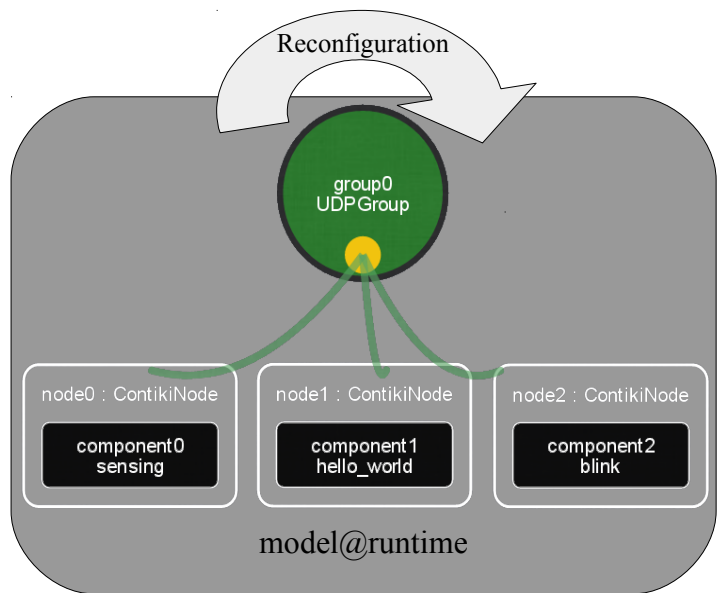 Reconfiguration
group0
UDPGroup
node0 : ContikiNode
component0
sensing
node1 : ContikiNode
component1
hello_world
node2 : ContikiNode
component2
blink
model@runtime